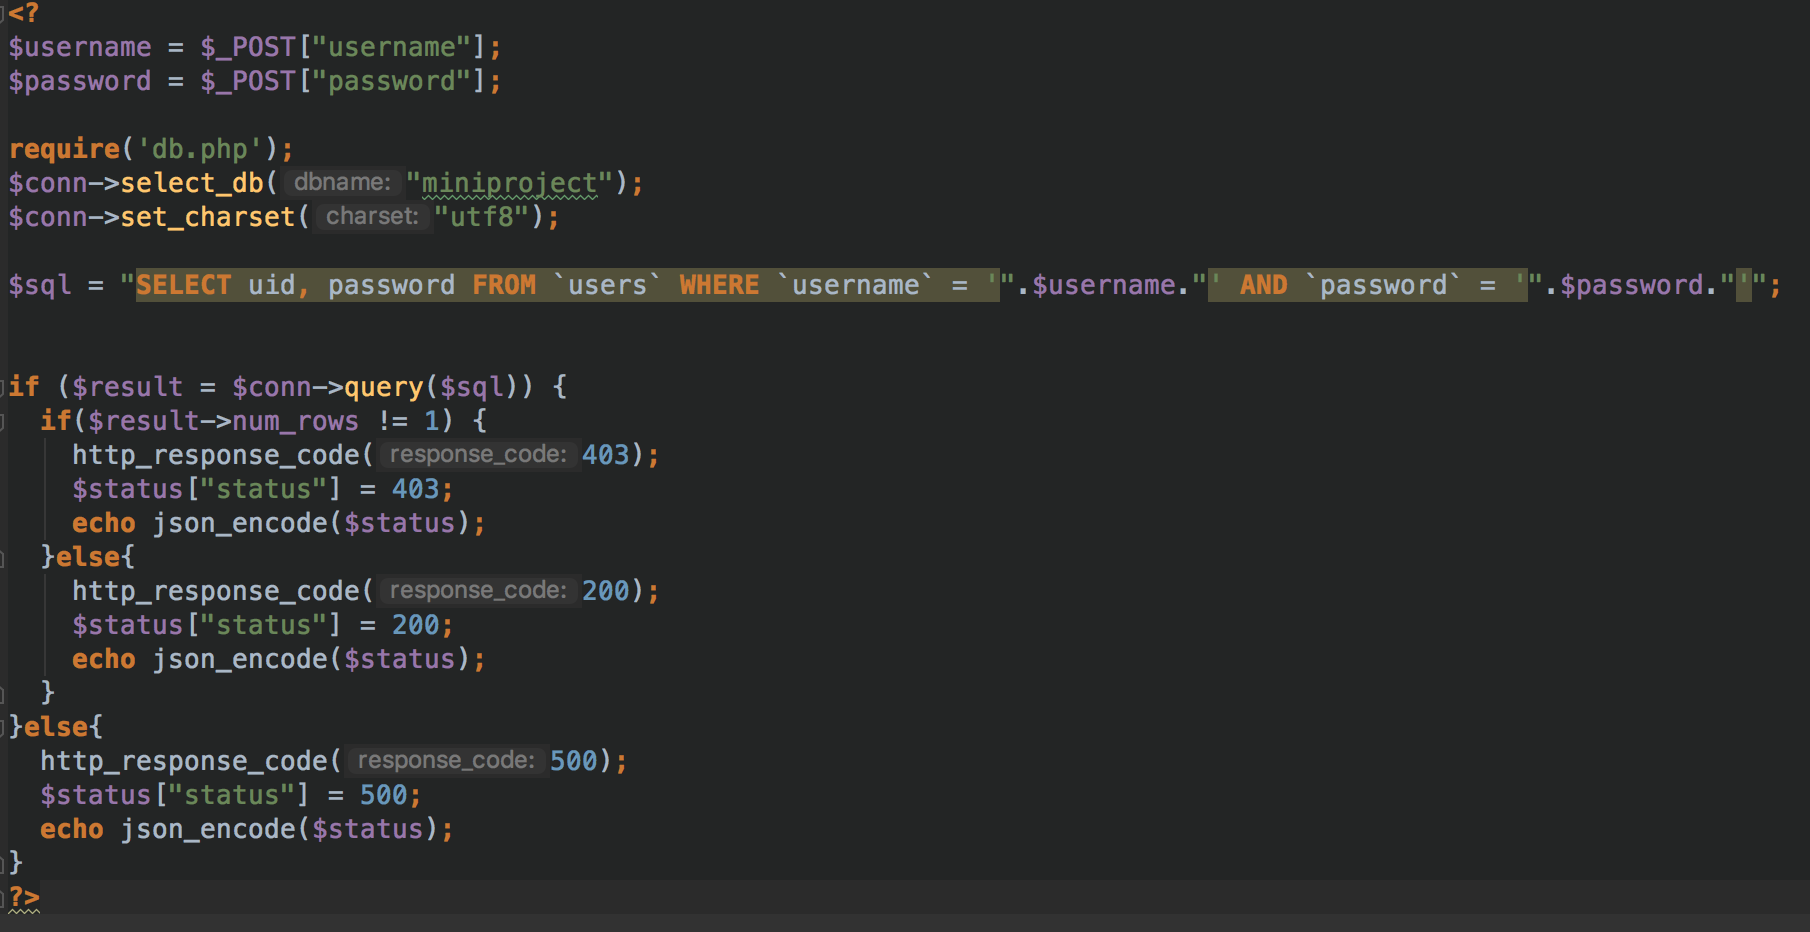 <?
$username = $_POST["username"];
$password = $_POST["password"];
require('db.php');
$conn->select_db( dbname: "miniproject");
$conn->set_charset( charset: "utf8");
$sql = "SELECT uid, password FROM `users` WHERE `username` = '".$username."' AND `password` = '".$password."'";
if ($result = $conn->query($sql)) {
  if($result->num_rows != 1) {
    http_response_code( response_code: 403);
    $status["status"] = 403;
    echo json_encode($status);
  }else{
    http_response_code( response_code: 200);
    $status["status"] = 200;
    echo json_encode($status);
  }
}else{
  http_response_code( response_code: 500);
  $status["status"] = 500;
  echo json_encode($status);
}
?>